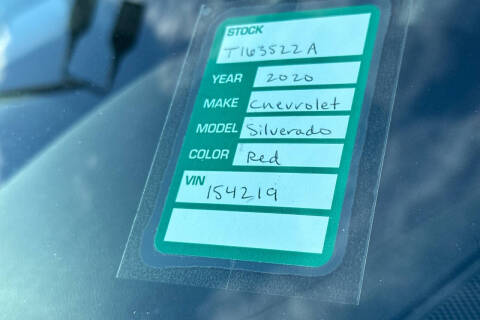 STOCK
T163522A
YEAR 2020
MAKE Chevrolet
MODEL Silverado
COLOR Red
VIN
154219